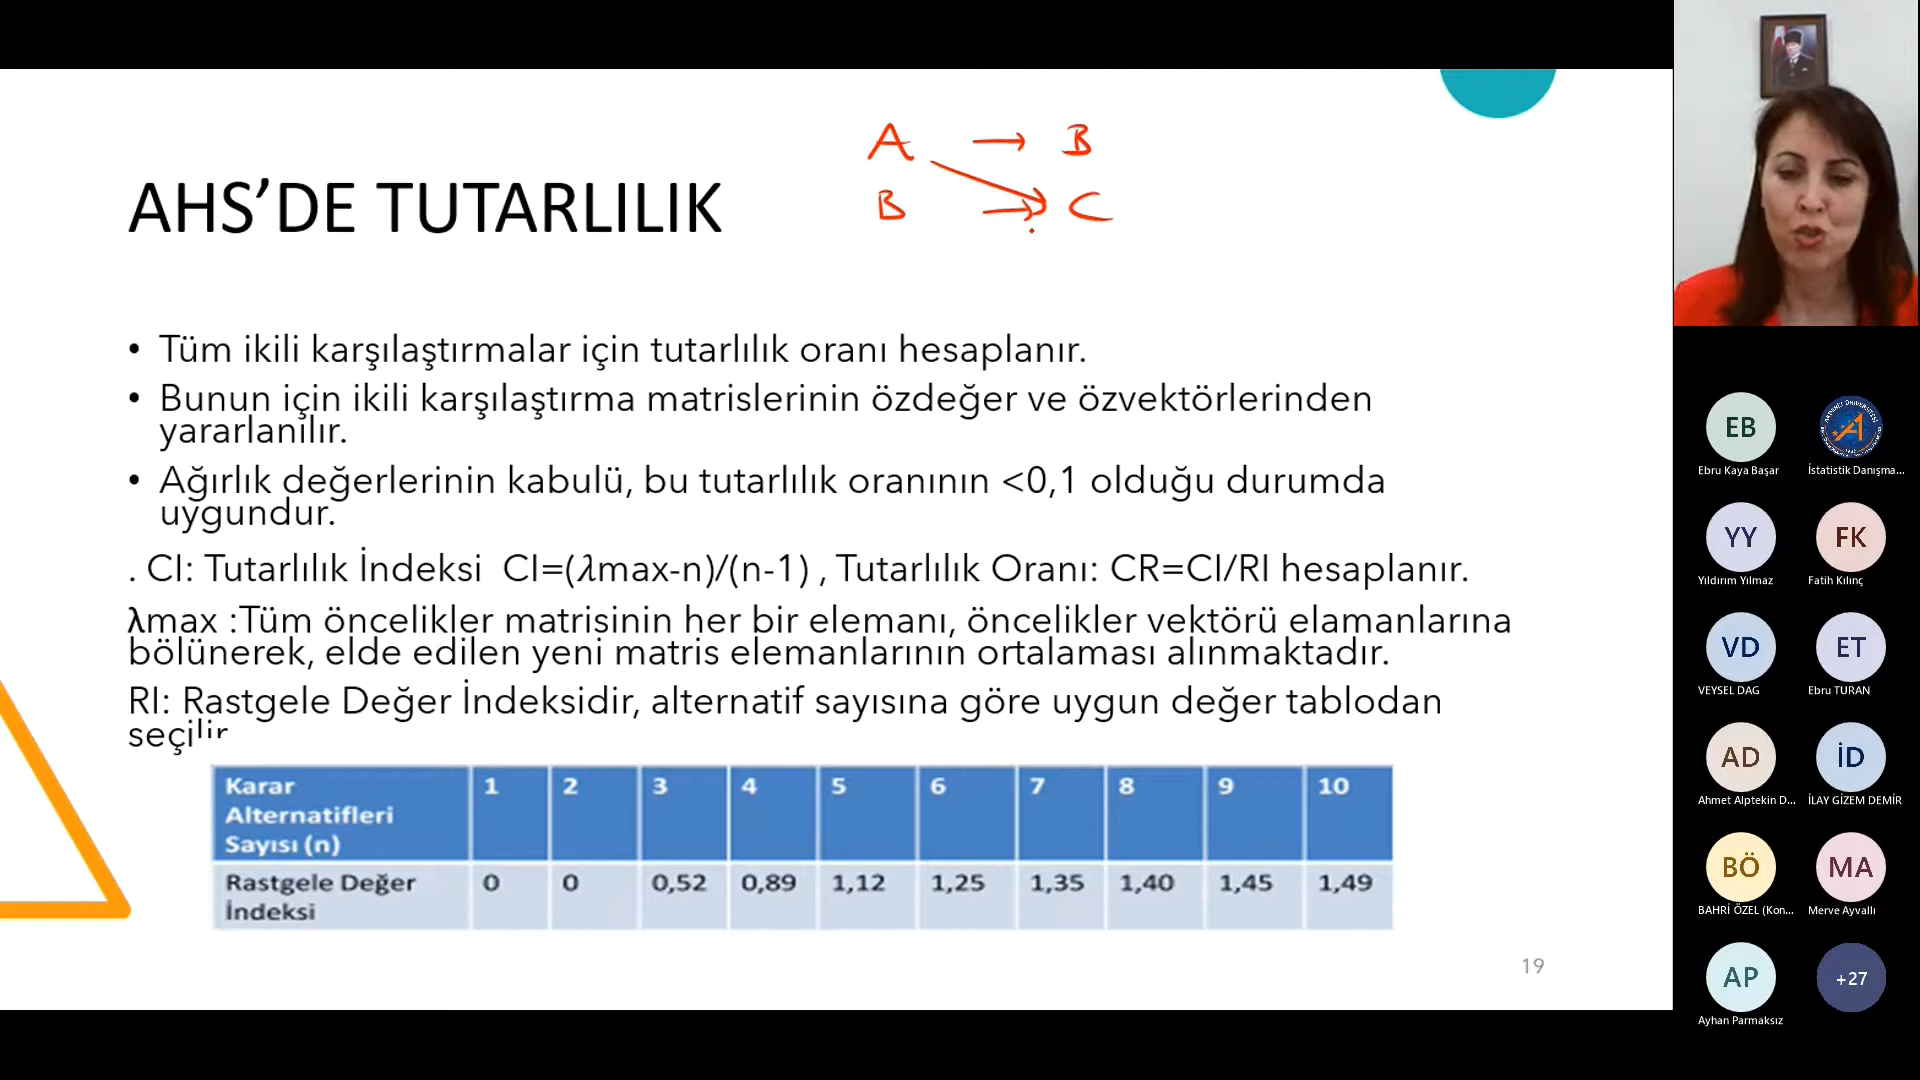 A → B
B → C
AHS’DE TUTARLILIK
• Tüm ikili karşılaştırmalar için tutarlılık oranı hesaplanır.
• Bunun için ikili karşılaştırma matrislerinin özdeğer ve özvektörlerinden
yararlanılır.
• Ağırlık değerlerinin kabulü, bu tutarlılık oranının <0,1 olduğu durumda
uygundur.
. CI: Tutarlılık İndeksi CI=(λmax-n)/(n-1) , Tutarlılık Oranı: CR=CI/RI hesaplanır.
λmax :Tüm öncelikler matrisinin her bir elemanı, öncelikler vektörü elamanlarına
bölünerek, elde edilen yeni matris elemanlarının ortalaması alınmaktadır.
RI: Rastgele Değer İndeksidir, alternatif sayısına göre uygun değer tablodan
seçilir
Karar Alternatifleri Sayısı (n) 1 2 3 4 5 6 7 8 9 10
Rastgele Değer İndeksi 0 0 0,52 0,89 1,12 1,25 1,35 1,40 1,45 1,49
19
EB
Ebru Kaya Başar
İstatistik Danışma...
YY FK
Yıldırım Yılmaz Fatih Kılınç
VD ET
VEYSEL DAG Ebru TURAN
AD İD
Ahmet Alptekin D... İLAY GİZEM DEMİR
BÖ MA
BAHRİ ÖZEL (Kon... Merve Ayvallı
AP +27
Ayhan Parmaksız